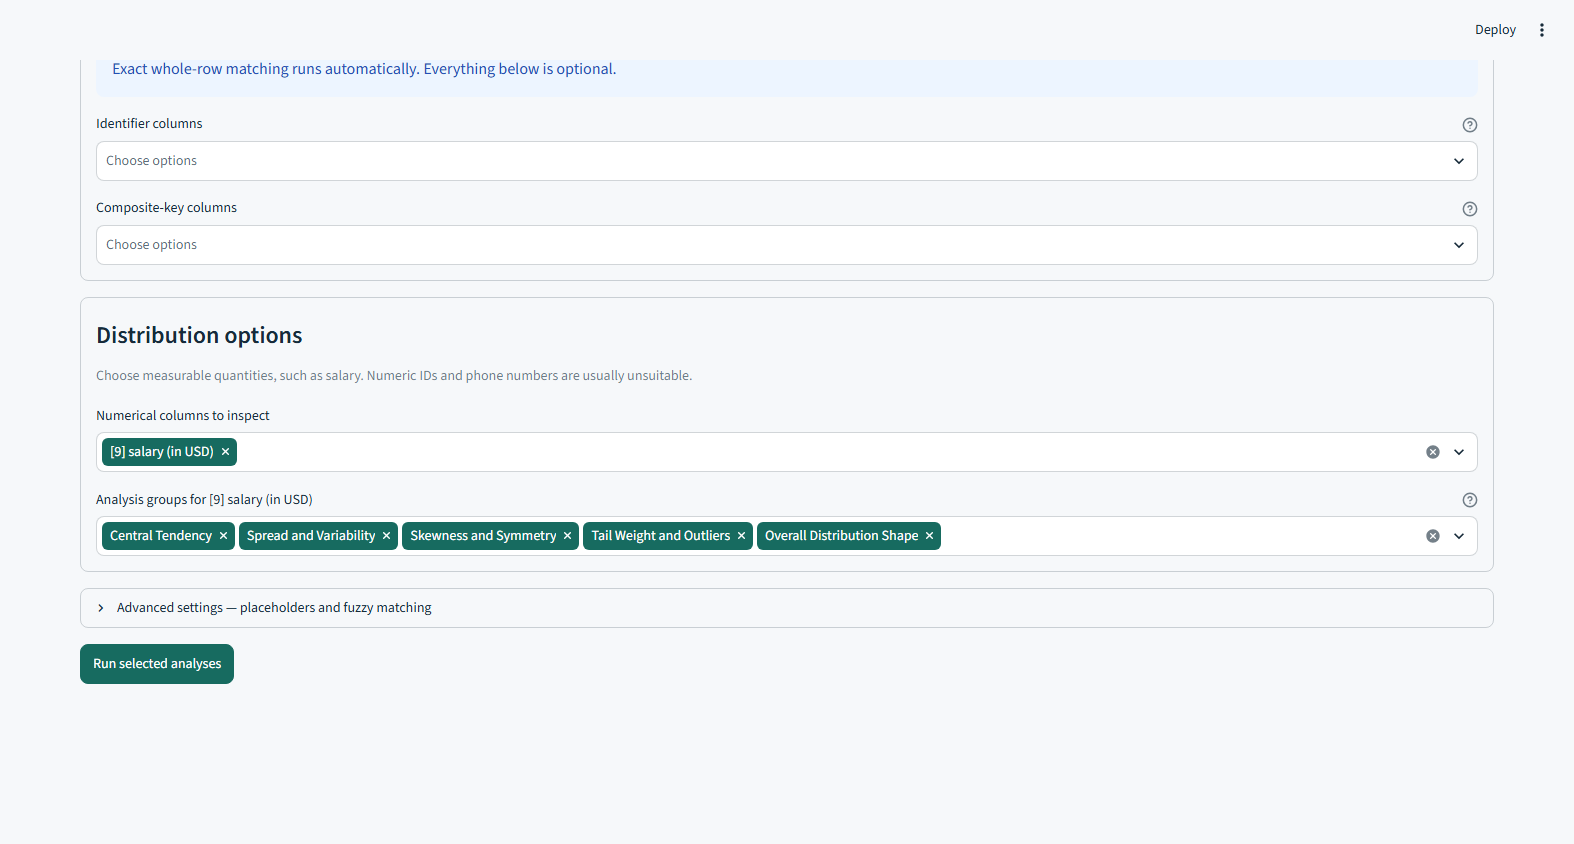 Deploy
Exact whole-row matching runs automatically. Everything below is optional.
Identifier columns
Choose options
Composite-key columns
Choose options
Distribution options
Choose measurable quantities, such as salary. Numeric IDs and phone numbers are usually unsuitable.
Numerical columns to inspect
[9] salary (in USD)
Analysis groups for [9] salary (in USD)
Central Tendency Spread and Variability Skewness and Symmetry Tail Weight and Outliers Overall Distribution Shape
Advanced settings — placeholders and fuzzy matching
Run selected analyses